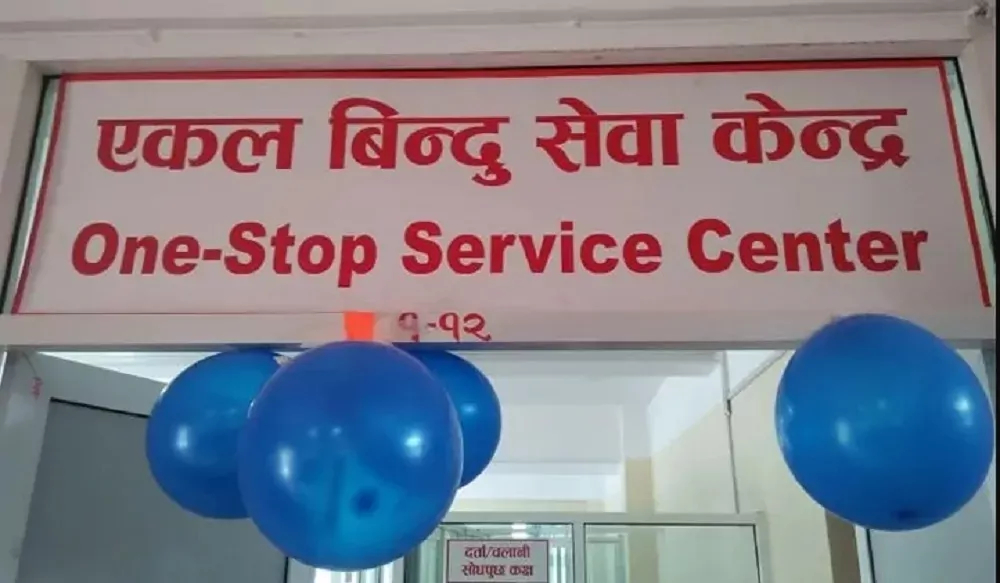 एकल बिन्दु सेवा केन्द्र
One-Stop Service Center
१-१२
दर्ता/चलानी
सोधपुछ कक्ष